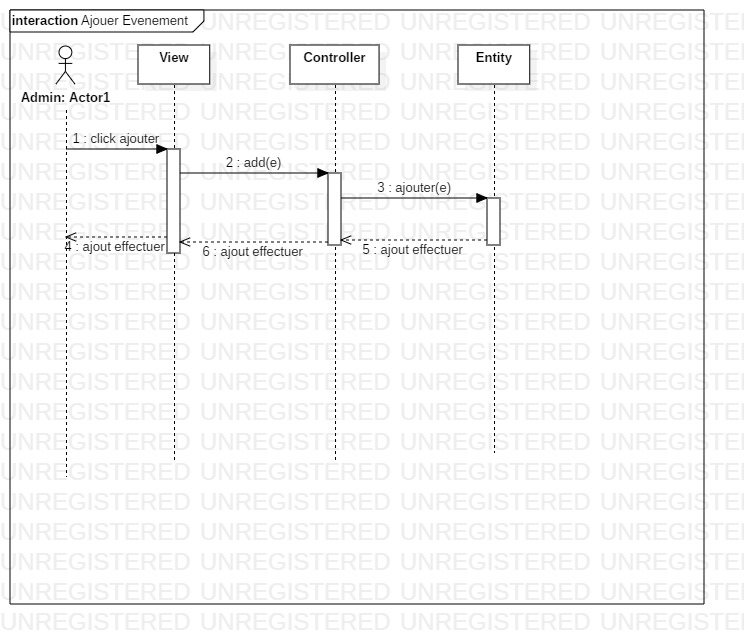 interaction Ajouer Evenement
View
Controller
Entity
Admin: Actor1
1 : click ajouter
2 : add(e)
3 : ajouter(e)
4 : ajout effectuer
6 : ajout effectuer
5 : ajout effectuer
UNREGISTERED UNREGISTERED UNREGISTERED UNREGISTERED